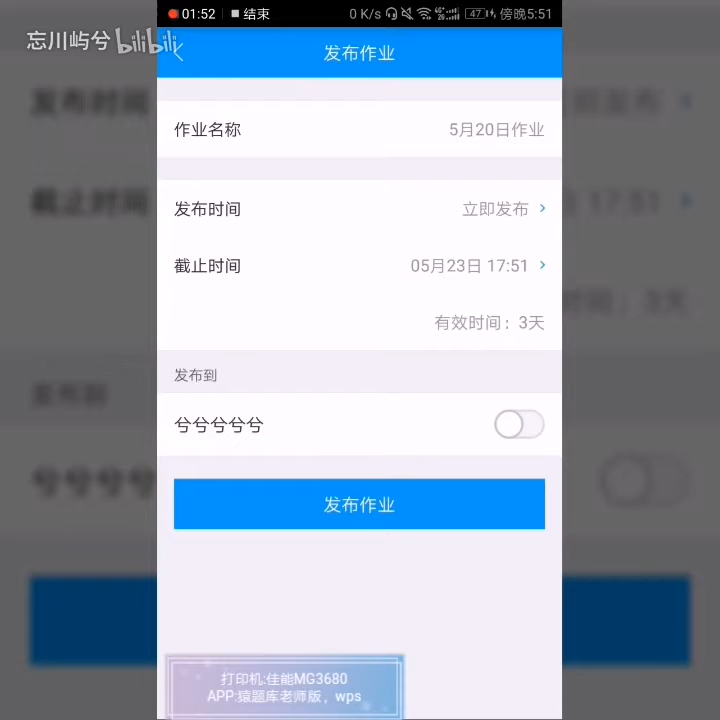 01:52 结束 0 K/s 4G+ 2G 47 傍晚5:51
忘川屿兮 bilibili
发布作业
作业名称 5月20日作业
发布时间 立即发布
截止时间 05月23日 17:51
有效时间：3天
发布到
兮兮兮兮兮
发布作业
打印机:佳能MG3680
APP:猿题库老师版，wps